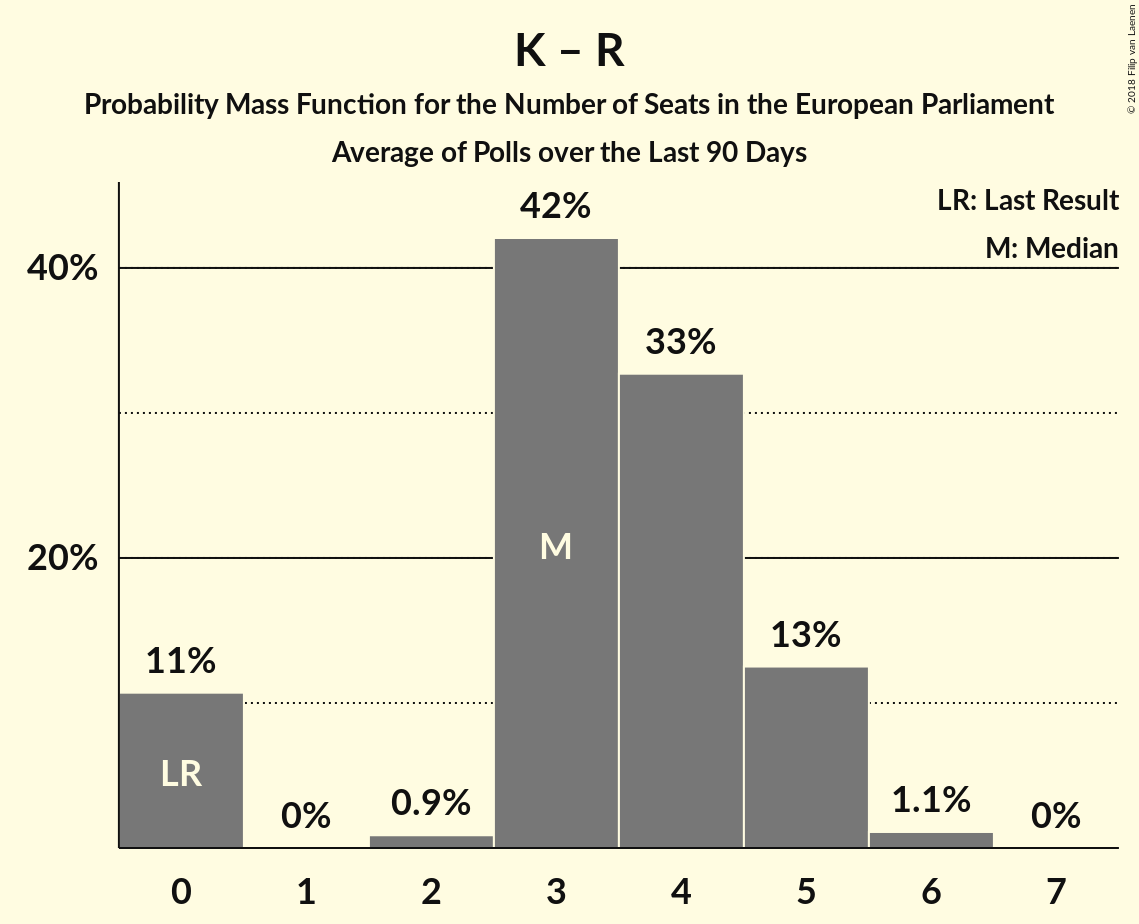 K – R
Probability Mass Function for the Number of Seats in the European Parliament
Average of Polls over the Last 90 Days
© 2018 Filip van Laenen
LR: Last Result
M: Median
42%
40%
33%
M
20%
13%
11%
LR
0%
0.9%
1.1%
0%
0 1 2 3 4 5 6 7